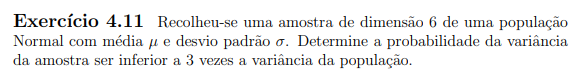 Exercício 4.11 Recolheu-se uma amostra de dimensão 6 de uma população
Normal com média μ e desvio padrão σ. Determine a probabilidade da variância
da amostra ser inferior a 3 vezes a variância da população.